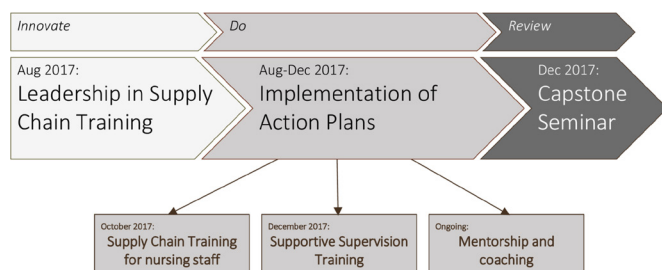 Innovate
Do
Review
Aug 2017:
Leadership in Supply
Chain Training
Aug-Dec 2017:
Implementation of
Action Plans
Dec 2017:
Capstone
Seminar
October 2017:
Supply Chain Training
for nursing staff
December 2017:
Supportive Supervision
Training
Ongoing:
Mentorship and
coaching